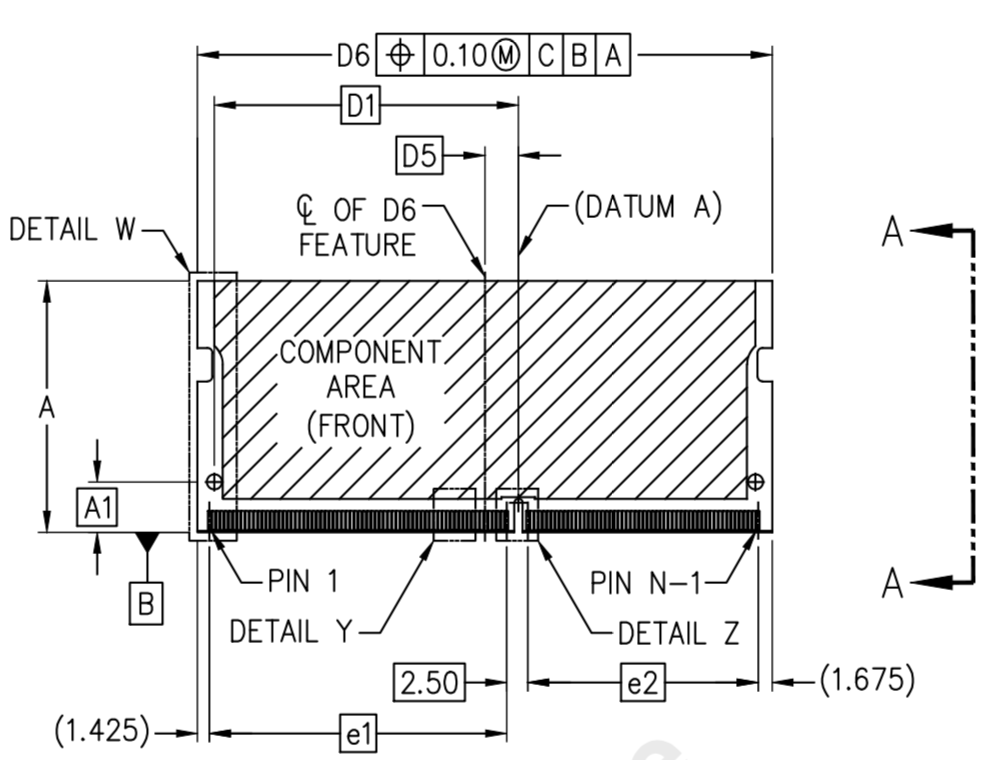 D6 ⌖ 0.10Ⓜ C B A
D1
D5
℄ OF D6
FEATURE
(DATUM A)
DETAIL W
A
A
COMPONENT
AREA
(FRONT)
A1
B
PIN 1
PIN N-1
A
DETAIL Y
DETAIL Z
2.50
e2
(1.675)
(1.425)
e1